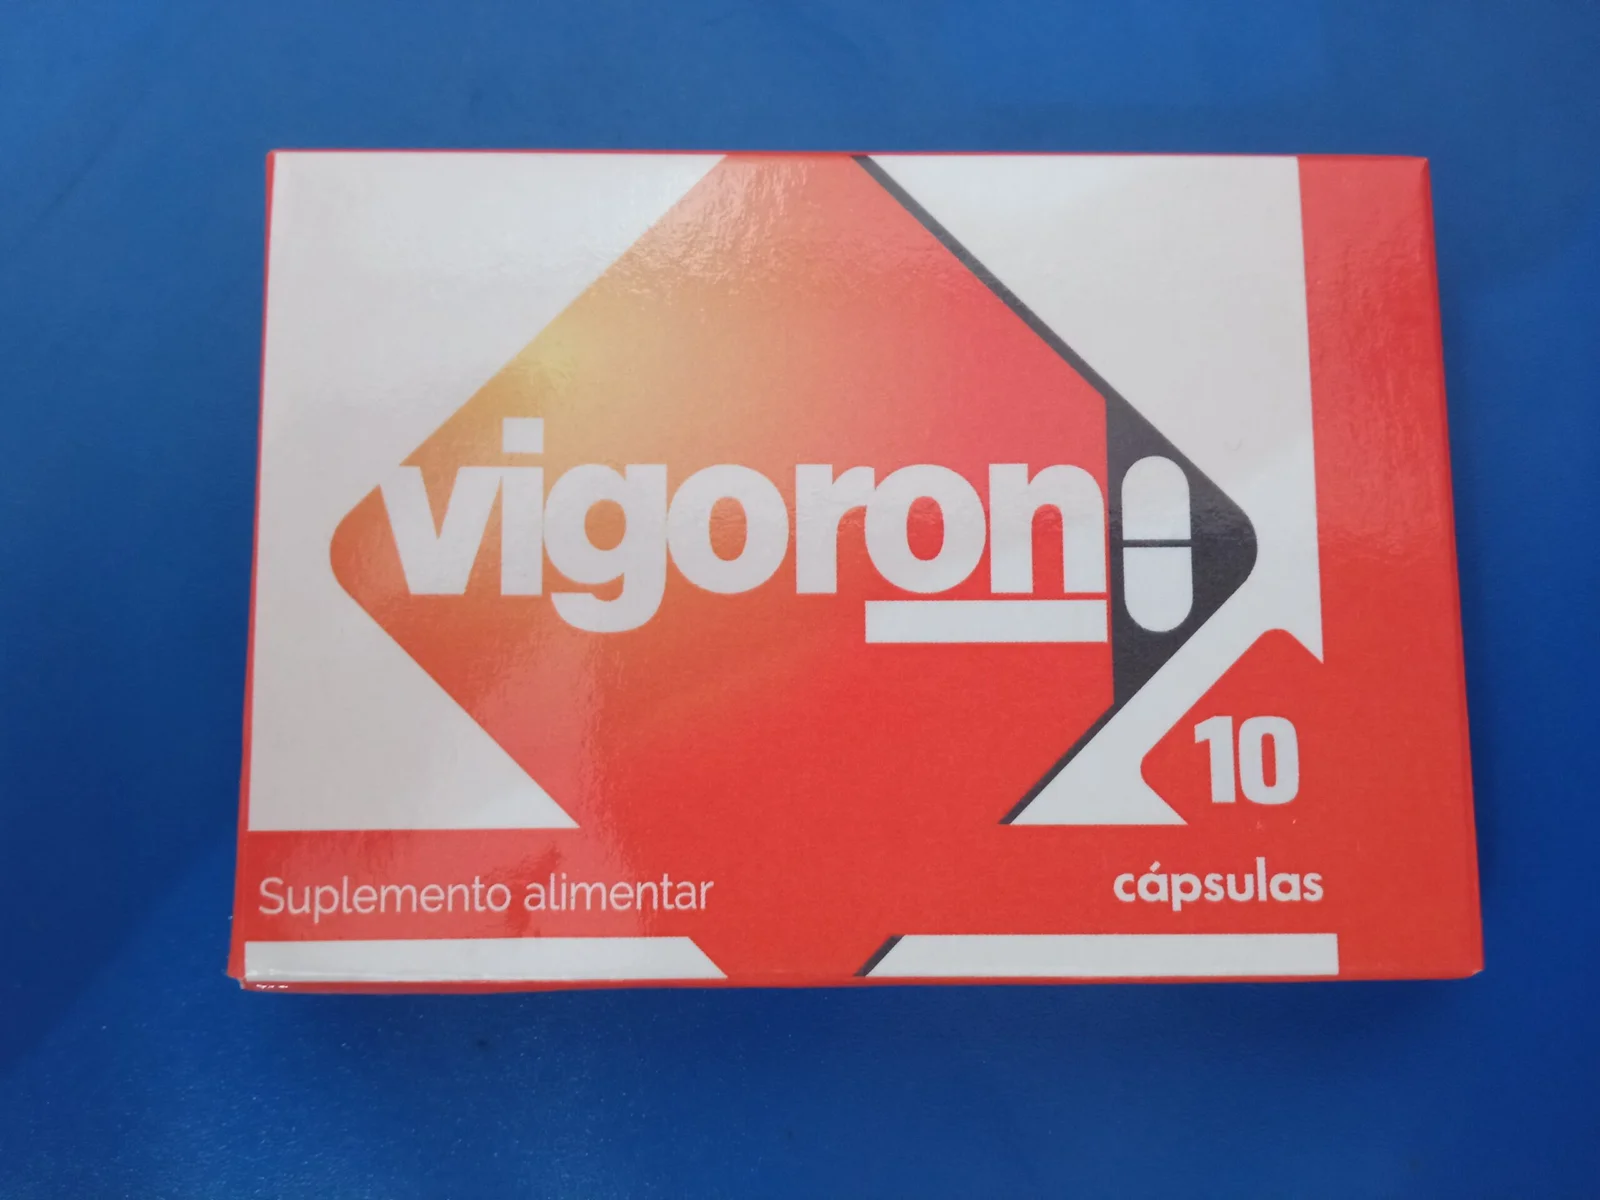 vigoron
10
cápsulas
Suplemento alimentar